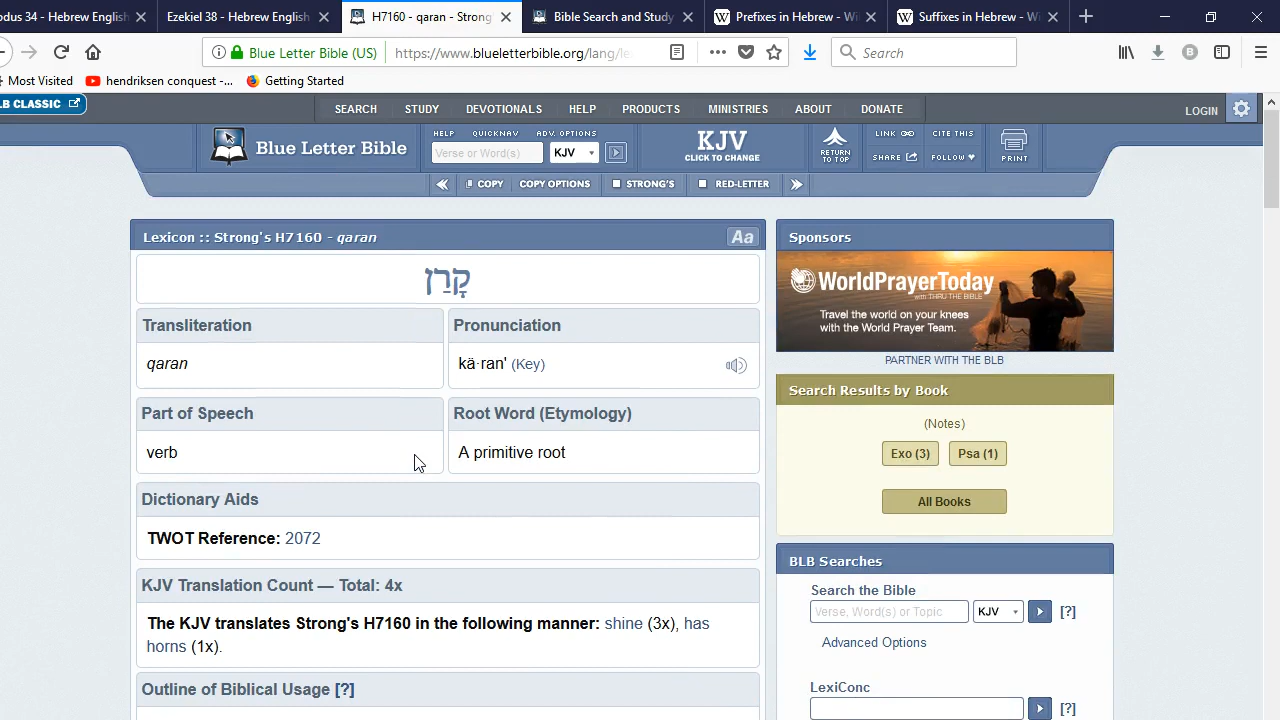 odus 34 - Hebrew English
Ezekiel 38 - Hebrew English
H7160 - qaran - Strong
Bible Search and Study
W Prefixes in Hebrew - Wi
W Suffixes in Hebrew - Wi
Blue Letter Bible (US)
https://www.blueletterbible.org/lang/le
Search
Most Visited
hendriksen conquest -...
Getting Started
LB CLASSIC
SEARCH STUDY DEVOTIONALS HELP PRODUCTS MINISTRIES ABOUT DONATE
LOGIN
Blue Letter Bible
HELP QUICKNAV ADV. OPTIONS
Verse or Word(s) KJV
KJV
CLICK TO CHANGE
RETURN
TO TOP
LINK CITE THIS
SHARE FOLLOW
PRINT
COPY COPY OPTIONS STRONG'S RED-LETTER
Lexicon :: Strong's H7160 - qaran
Aa
קָרַן
Transliteration
qaran
Pronunciation
kä·ran' (Key)
Part of Speech
verb
Root Word (Etymology)
A primitive root
Dictionary Aids
TWOT Reference: 2072
KJV Translation Count — Total: 4x
The KJV translates Strong's H7160 in the following manner: shine (3x), has
horns (1x).
Outline of Biblical Usage [?]
Sponsors
WorldPrayerToday
with THRU THE BIBLE
Travel the world on your knees
with the World Prayer Team.
PARTNER WITH THE BLB
Search Results by Book
(Notes)
Exo (3) Psa (1)
All Books
BLB Searches
Search the Bible
Verse, Word(s) or Topic KJV [?]
Advanced Options
LexiConc
[?]